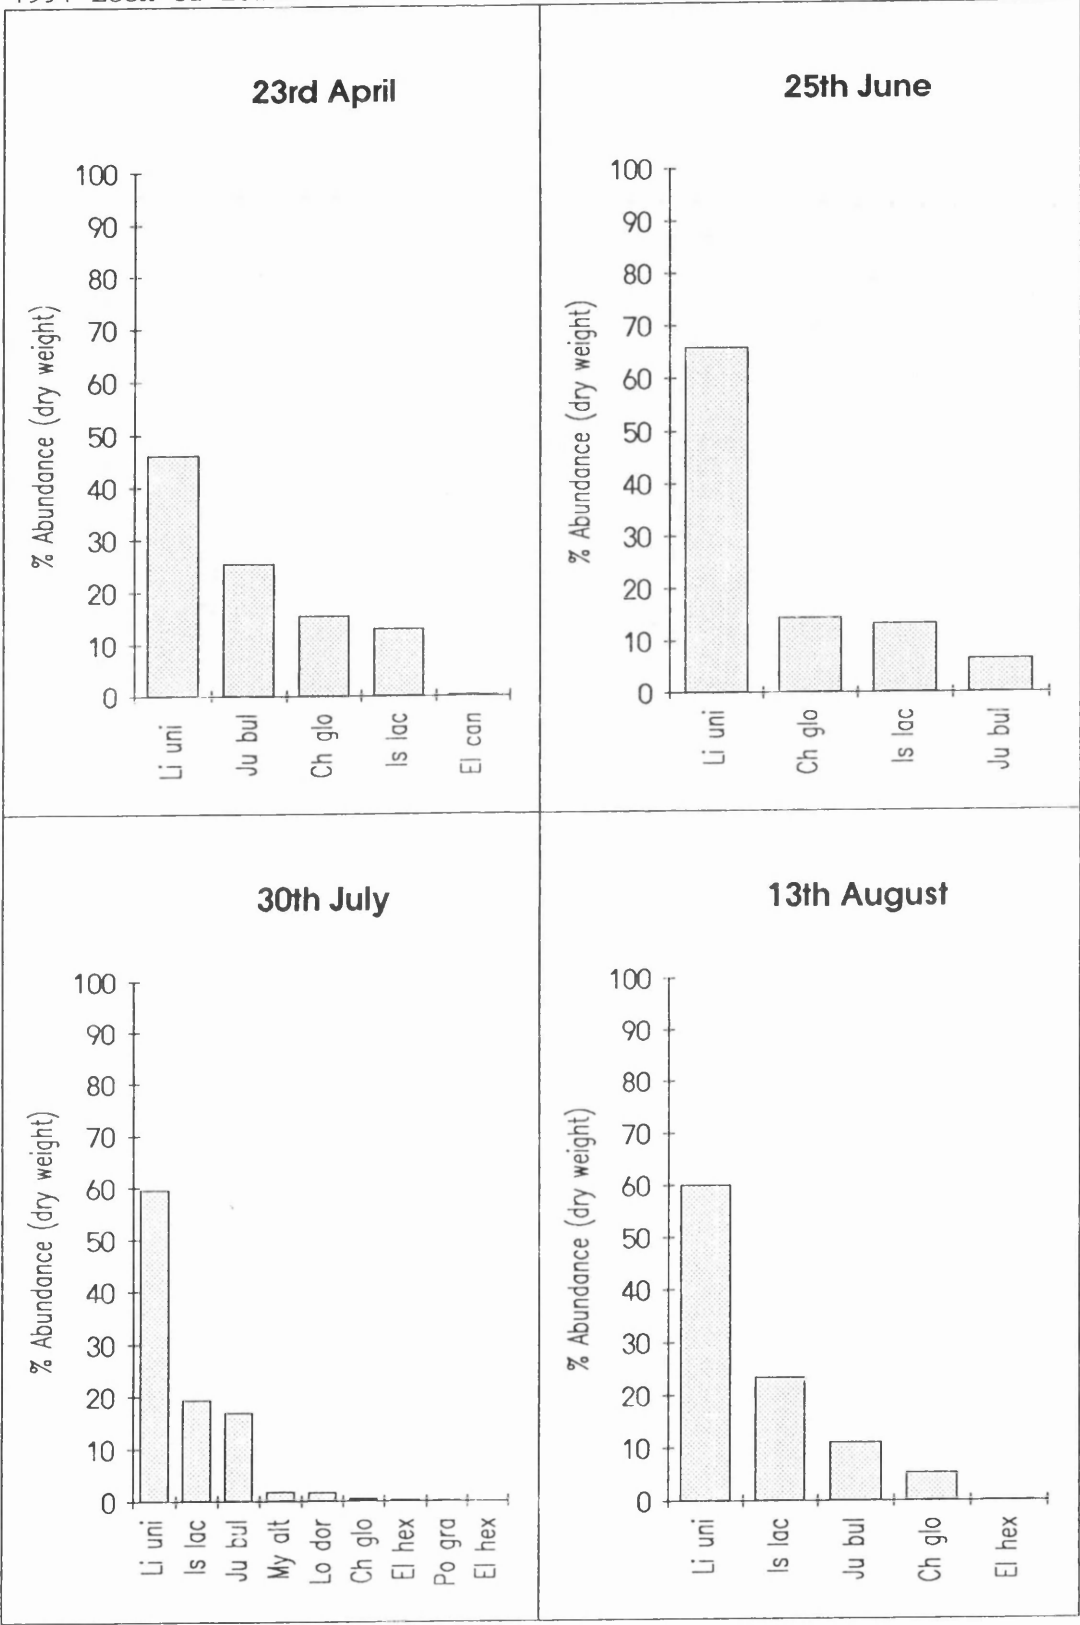 23rd April
100
90
80
70
60
50
40
30
20
10
0
% Abundance (dry weight)
Li uni
Ju bul
Ch glo
Is lac
El can
25th June
100
90
80
70
60
50
40
30
20
10
0
% Abundance (dry weight)
Li uni
Ch glo
Is lac
Ju bul
30th July
100
90
80
70
60
50
40
30
20
10
0
% Abundance (dry weight)
Li uni
Is lac
Ju bul
My alt
Lo dor
Ch glo
El hex
Po gra
El hex
13th August
100
90
80
70
60
50
40
30
20
10
0
% Abundance (dry weight)
Li uni
Is lac
Ju bul
Ch glo
El hex